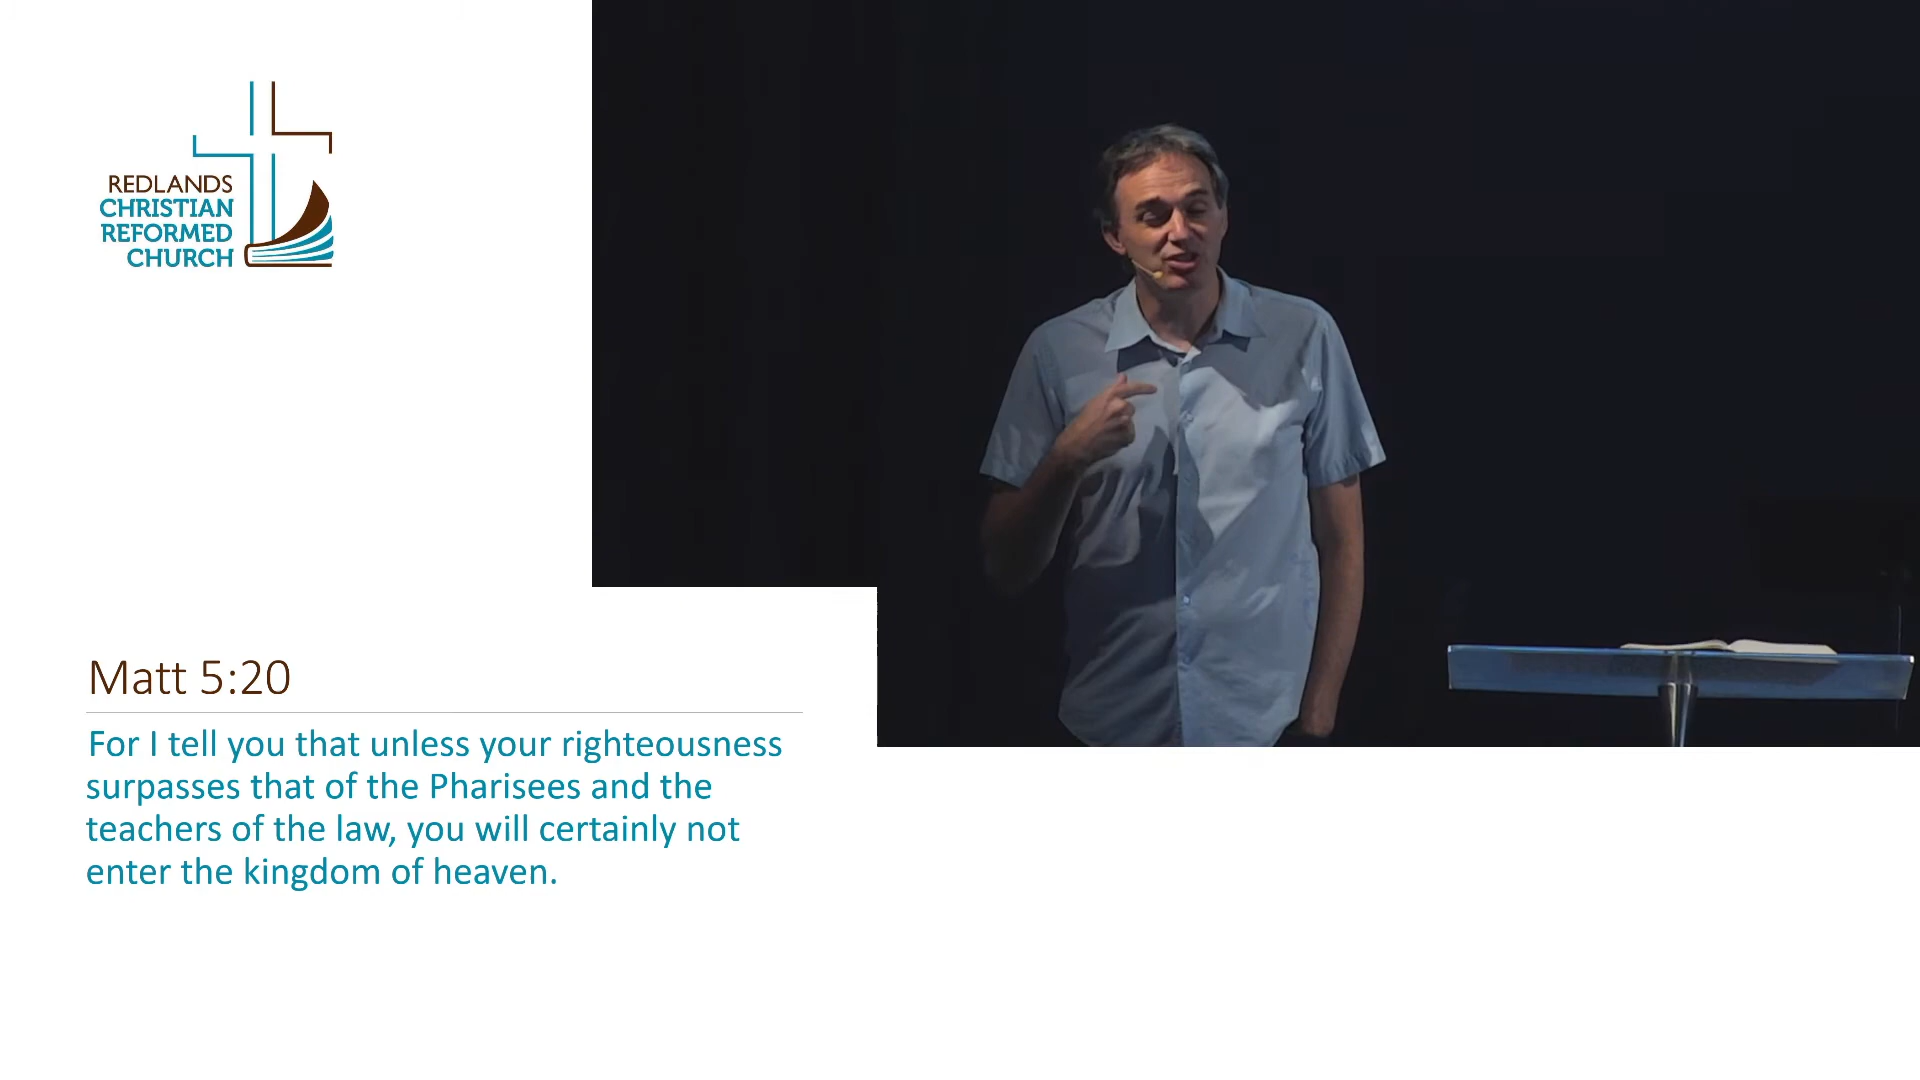 REDLANDS
CHRISTIAN
REFORMED
CHURCH
Matt 5:20
For I tell you that unless your righteousness
surpasses that of the Pharisees and the
teachers of the law, you will certainly not
enter the kingdom of heaven.